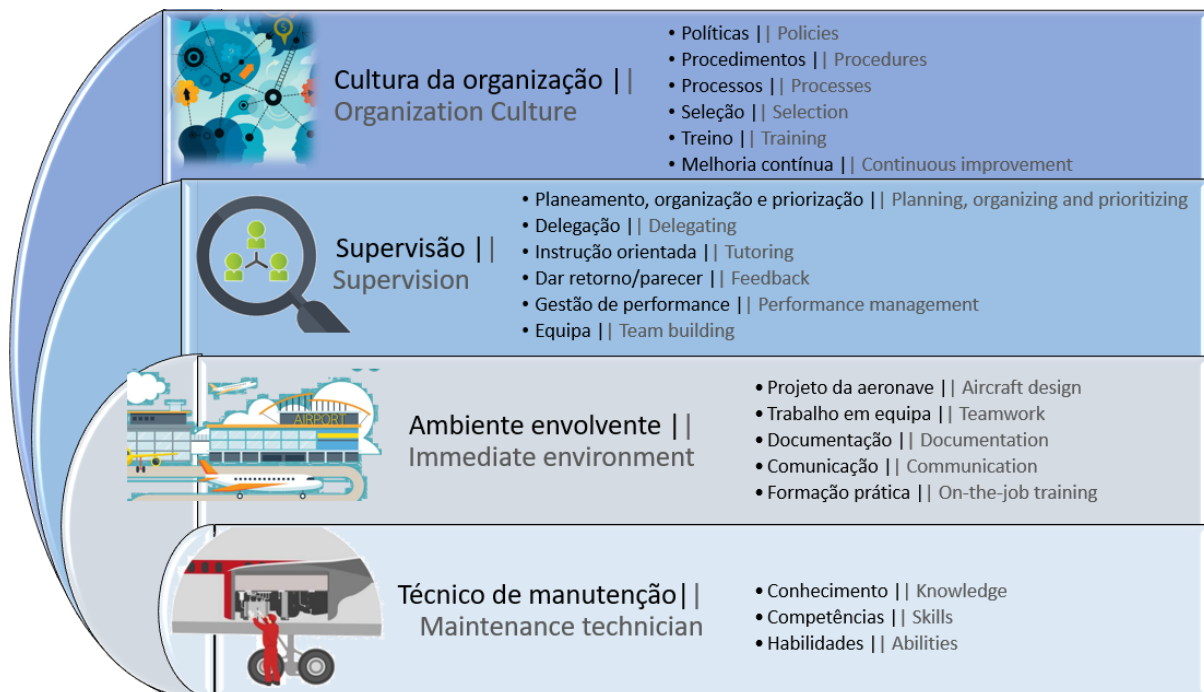 Cultura da organização ||
Organization Culture
• Políticas || Policies
• Procedimentos || Procedures
• Processos || Processes
• Seleção || Selection
• Treino || Training
• Melhoria contínua || Continuous improvement
Supervisão ||
Supervision
• Planeamento, organização e priorização || Planning, organizing and prioritizing
• Delegação || Delegating
• Instrução orientada || Tutoring
• Dar retorno/parecer || Feedback
• Gestão de performance || Performance management
• Equipa || Team building
AIRPORT
Ambiente envolvente ||
Immediate environment
• Projeto da aeronave || Aircraft design
• Trabalho em equipa || Teamwork
• Documentação || Documentation
• Comunicação || Communication
• Formação prática || On-the-job training
Técnico de manutenção||
Maintenance technician
• Conhecimento || Knowledge
• Competências || Skills
• Habilidades || Abilities